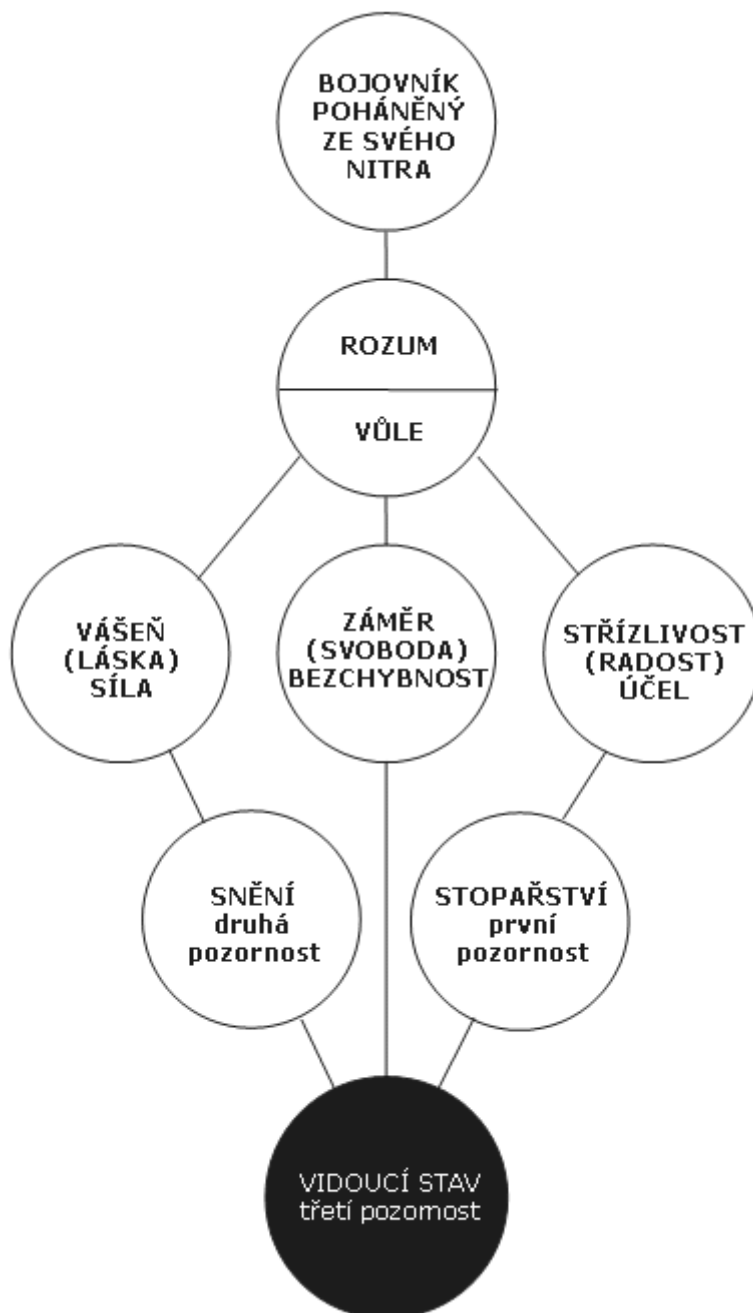 BOJOVNÍK
POHÁNĚNÝ
ZE SVÉHO
NITRA
ROZUM
VŮLE
VÁŠEŇ
(LÁSKA)
SÍLA
ZÁMĚR
(SVOBODA)
BEZCHYBNOST
STŘÍZLIVOST
(RADOST)
ÚČEL
SNĚNÍ
druhá
pozornost
STOPAŘSTVÍ
první
pozornost
VIDOUCÍ STAV
třetí pozornost